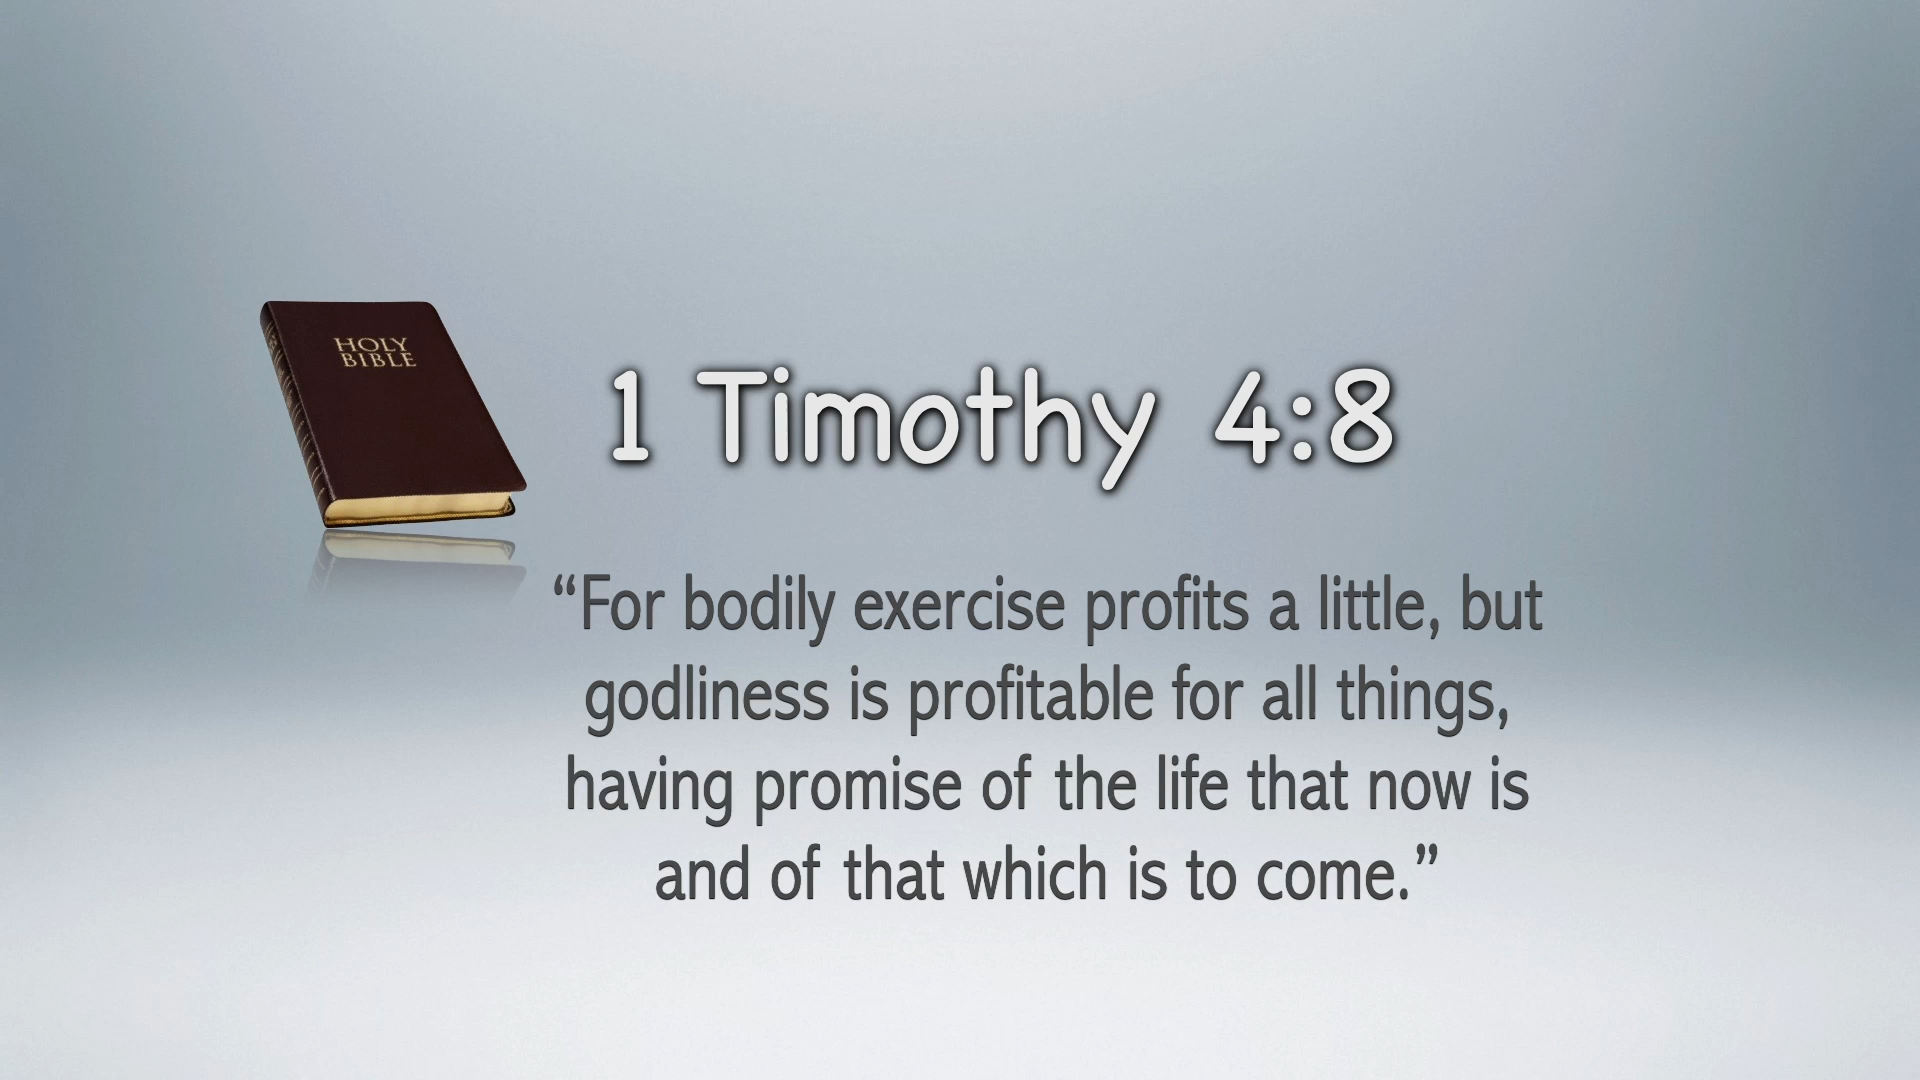 HOLY
BIBLE
1 Timothy 4:8
“For bodily exercise profits a little, but
godliness is profitable for all things,
having promise of the life that now is
and of that which is to come.”